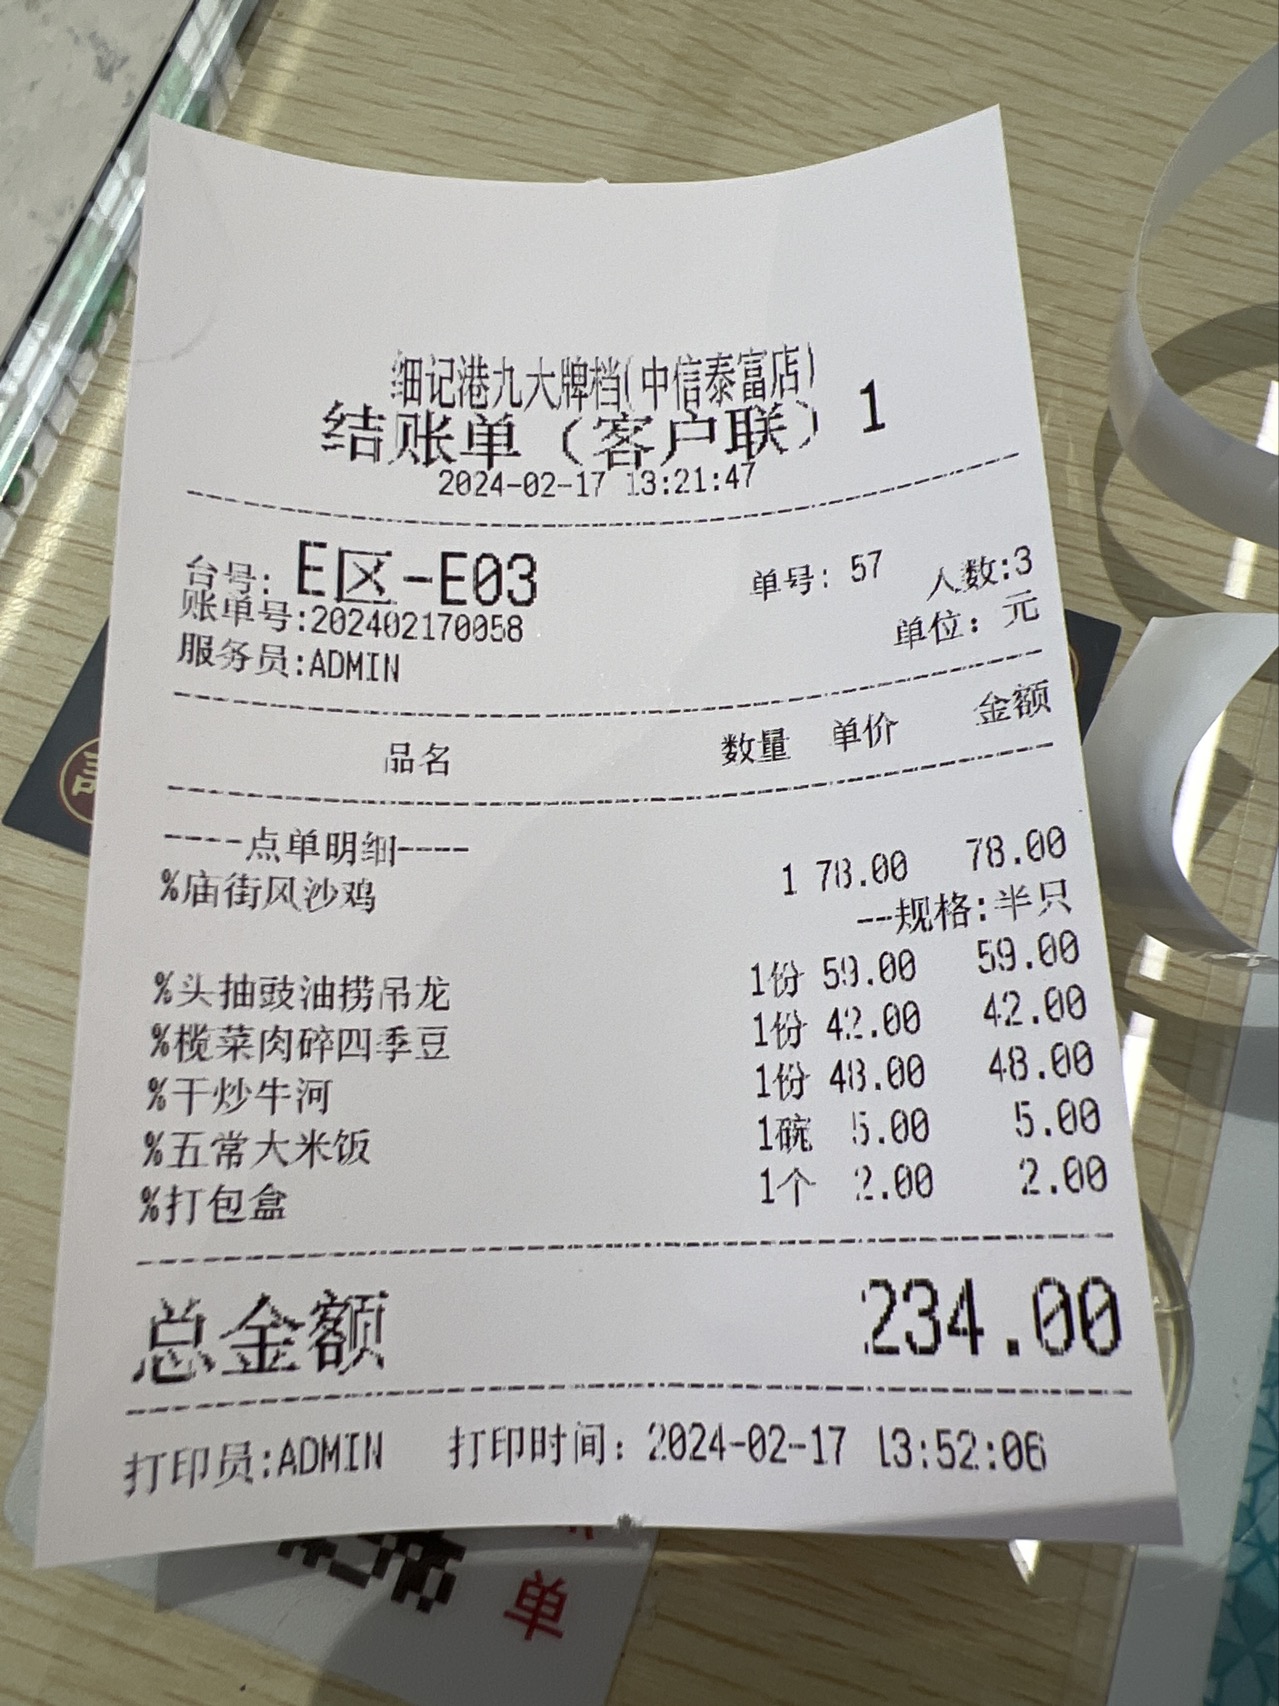 细记港九大牌档(中信泰富店)
结账单（客户联） 1
2024-02-17 13:21:47
台号: E区-E03 单号: 57 人数:3
账单号:202402170058 单位: 元
服务员:ADMIN
品名 数量 单价 金额
----点单明细----
%庙街风沙鸡 1 78.00 78.00
--规格:半只
%头抽豉油捞吊龙 1份 59.00 59.00
%榄菜肉碎四季豆 1份 42.00 42.00
%干炒牛河 1份 48.00 48.00
%五常大米饭 1碗 5.00 5.00
%打包盒 1个 2.00 2.00
总金额 234.00
打印员:ADMIN 打印时间: 2024-02-17 13:52:06
单